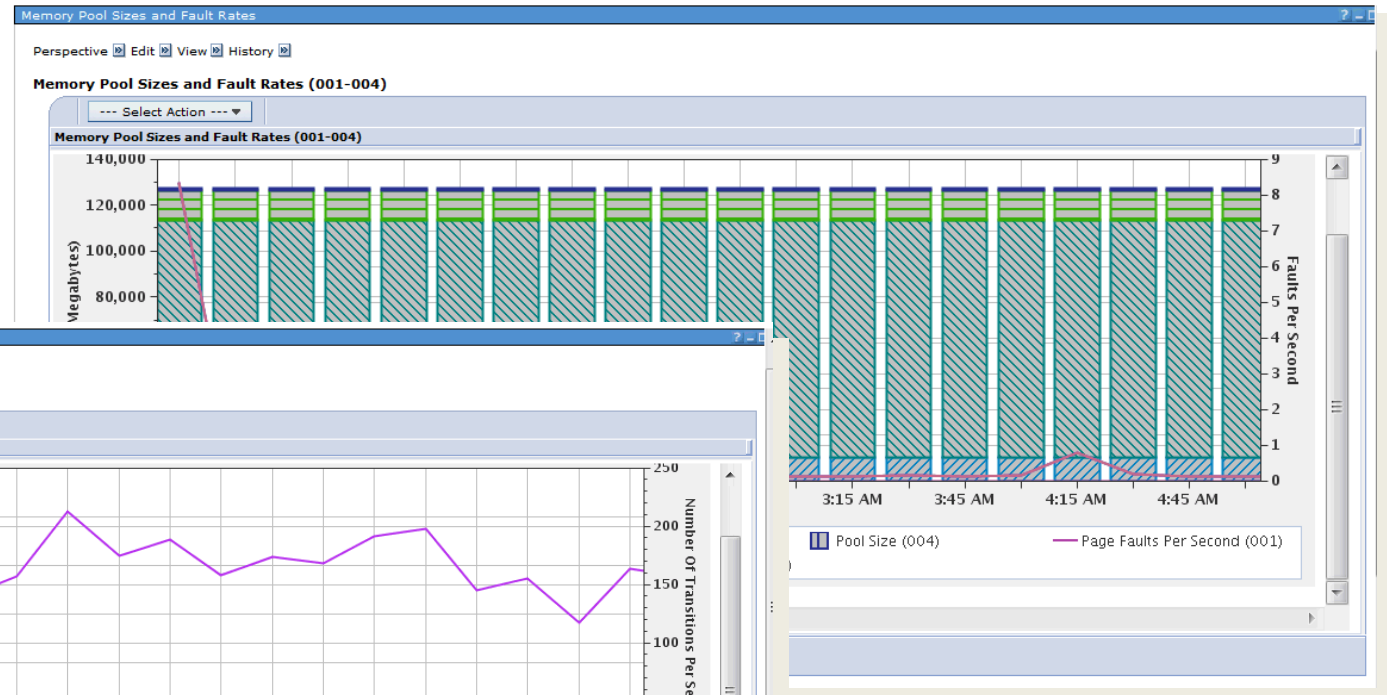 Memory Pool Sizes and Fault Rates
? –
Perspective Edit View History
Memory Pool Sizes and Fault Rates (001-004)
--- Select Action ---
Memory Pool Sizes and Fault Rates (001-004)
140,000
120,000
100,000
80,000
Megabytes)
9
8
7
6
5
4
3
2
1
0
Faults Per Second
3:15 AM 3:45 AM 4:15 AM 4:45 AM
Pool Size (004) Page Faults Per Second (001)
)
? –
250
200
150
100
Number Of Transitions Per Se